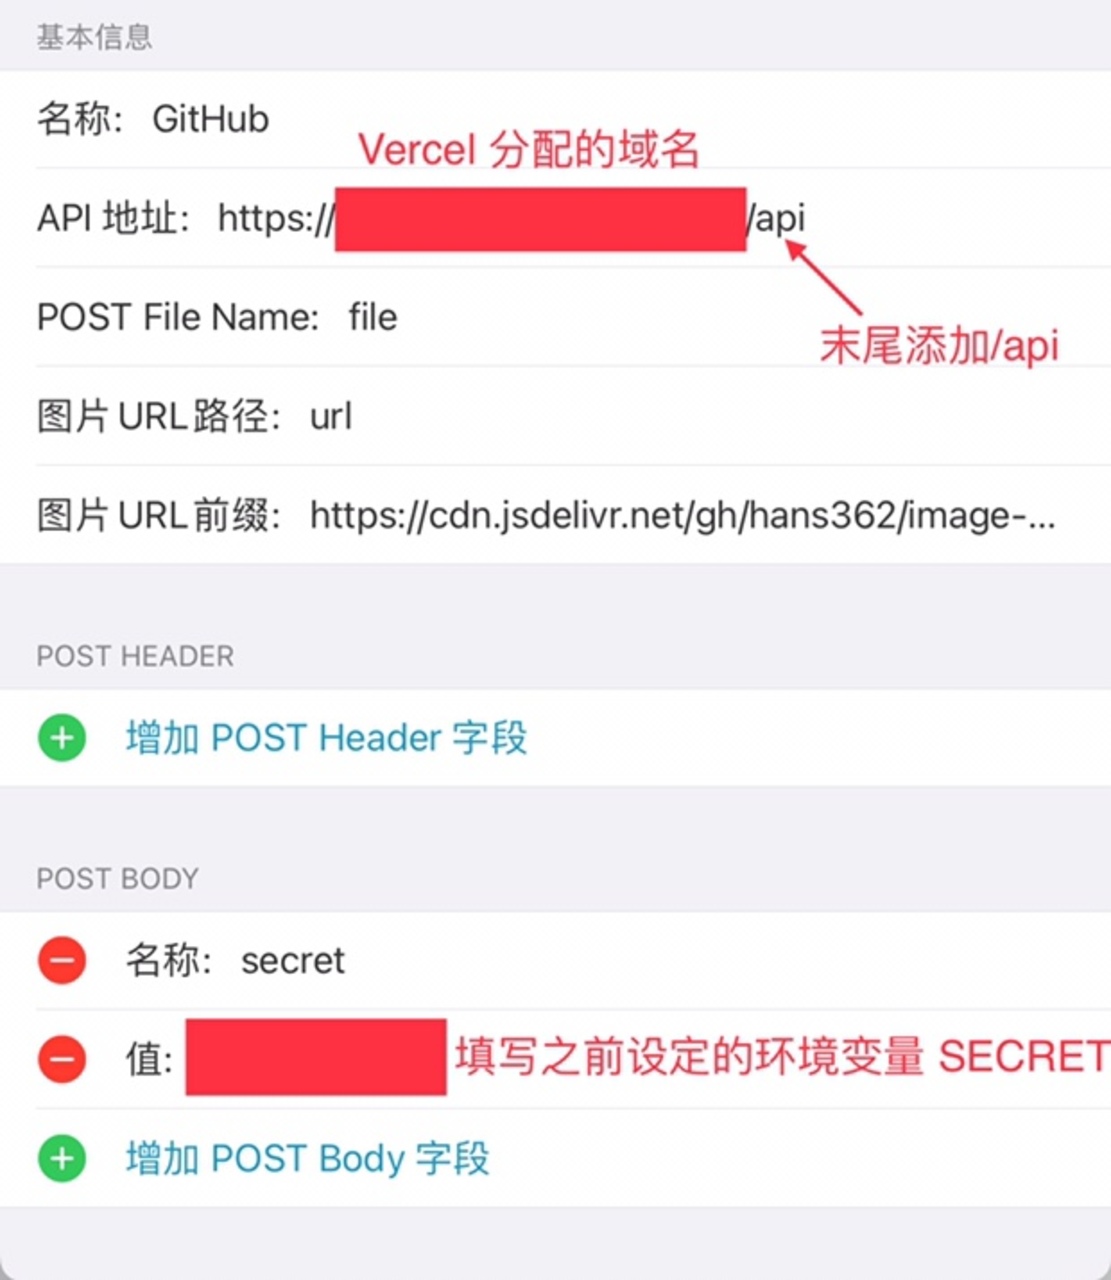 基本信息
名称: GitHub
Vercel 分配的域名
API 地址: https:// /api
末尾添加/api
POST File Name: file
图片 URL 路径: url
图片 URL 前缀: https://cdn.jsdelivr.net/gh/hans362/image-...
POST HEADER
增加 POST Header 字段
POST BODY
名称: secret
值: 填写之前设定的环境变量 SECRET
增加 POST Body 字段